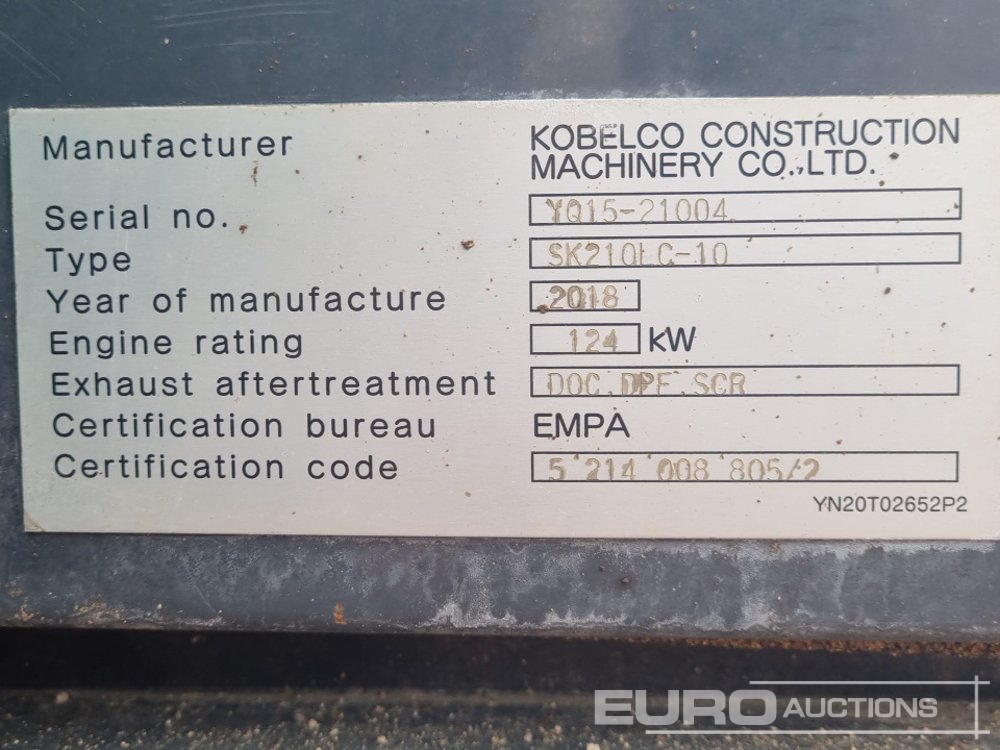 Manufacturer KOBELCO CONSTRUCTION
MACHINERY CO.,LTD.
Serial no. YQ15-21004
Type SK210LC-10
Year of manufacture 2018
Engine rating 124 kW
Exhaust aftertreatment DOC.DPF.SCR
Certification bureau EMPA
Certification code 5'214'008'805/2
YN20T02652P2
EURO AUCTIONS